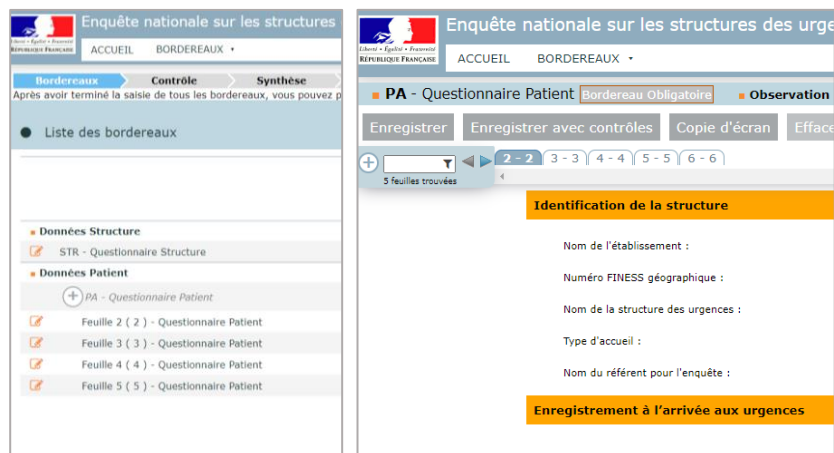 Enquête nationale sur les structures
Liberté • Égalité • Fraternité
RÉPUBLIQUE FRANÇAISE
ACCUEIL BORDEREAUX
Bordereaux Contrôle Synthèse
Après avoir terminé la saisie de tous les bordereaux, vous pouvez p
Liste des bordereaux
Données Structure
STR - Questionnaire Structure
Données Patient
PA - Questionnaire Patient
Feuille 2 ( 2 ) - Questionnaire Patient
Feuille 3 ( 3 ) - Questionnaire Patient
Feuille 4 ( 4 ) - Questionnaire Patient
Feuille 5 ( 5 ) - Questionnaire Patient
Enquête nationale sur les structures des urge
Liberté • Égalité • Fraternité
RÉPUBLIQUE FRANÇAISE
ACCUEIL BORDEREAUX
PA - Questionnaire Patient Bordereau Obligatoire Observation
Enregistrer Enregistrer avec contrôles Copie d'écran Efface
2 - 2 3 - 3 4 - 4 5 - 5 6 - 6
5 feuilles trouvées
Identification de la structure
Nom de l'établissement :
Numéro FINESS géographique :
Nom de la structure des urgences :
Type d'accueil :
Nom du référent pour l'enquête :
Enregistrement à l'arrivée aux urgences